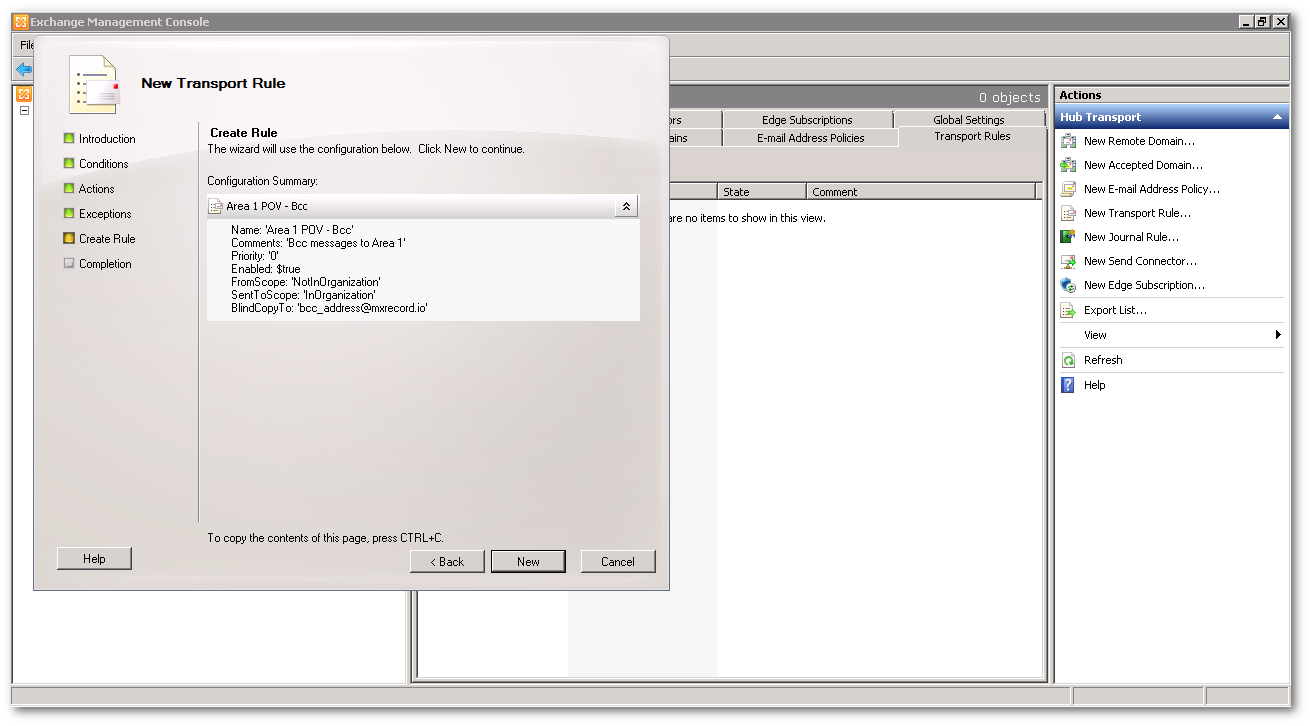 Exchange Management Console
New Transport Rule
Introduction
Conditions
Actions
Exceptions
Create Rule
Completion
Create Rule
The wizard will use the configuration below. Click New to continue.
Configuration Summary:
Area 1 POV - Bcc
Name: 'Area 1 POV - Bcc'
Comments: 'Bcc messages to Area 1'
Priority: '0'
Enabled: $true
FromScope: 'NotInOrganization'
SentToScope: 'InOrganization'
BlindCopyTo: 'bcc_address@mxrecord.io'
To copy the contents of this page, press CTRL+C.
Help
< Back
New
Cancel
0 objects
Edge Subscriptions
Global Settings
E-mail Address Policies
Transport Rules
State
Comment
are no items to show in this view.
Actions
Hub Transport
New Remote Domain...
New Accepted Domain...
New E-mail Address Policy...
New Transport Rule...
New Journal Rule...
New Send Connector...
New Edge Subscription...
Export List...
View
Refresh
Help